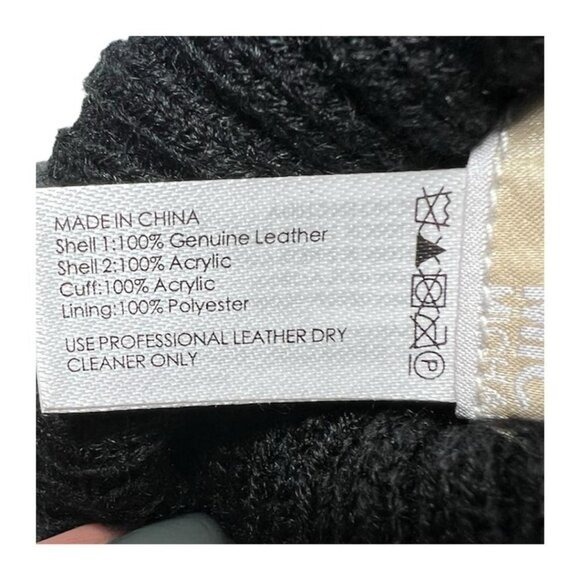 MADE IN CHINA
Shell 1:100% Genuine Leather
Shell 2:100% Acrylic
Cuff:100% Acrylic
Lining:100% Polyester
USE PROFESSIONAL LEATHER DRY
CLEANER ONLY
P